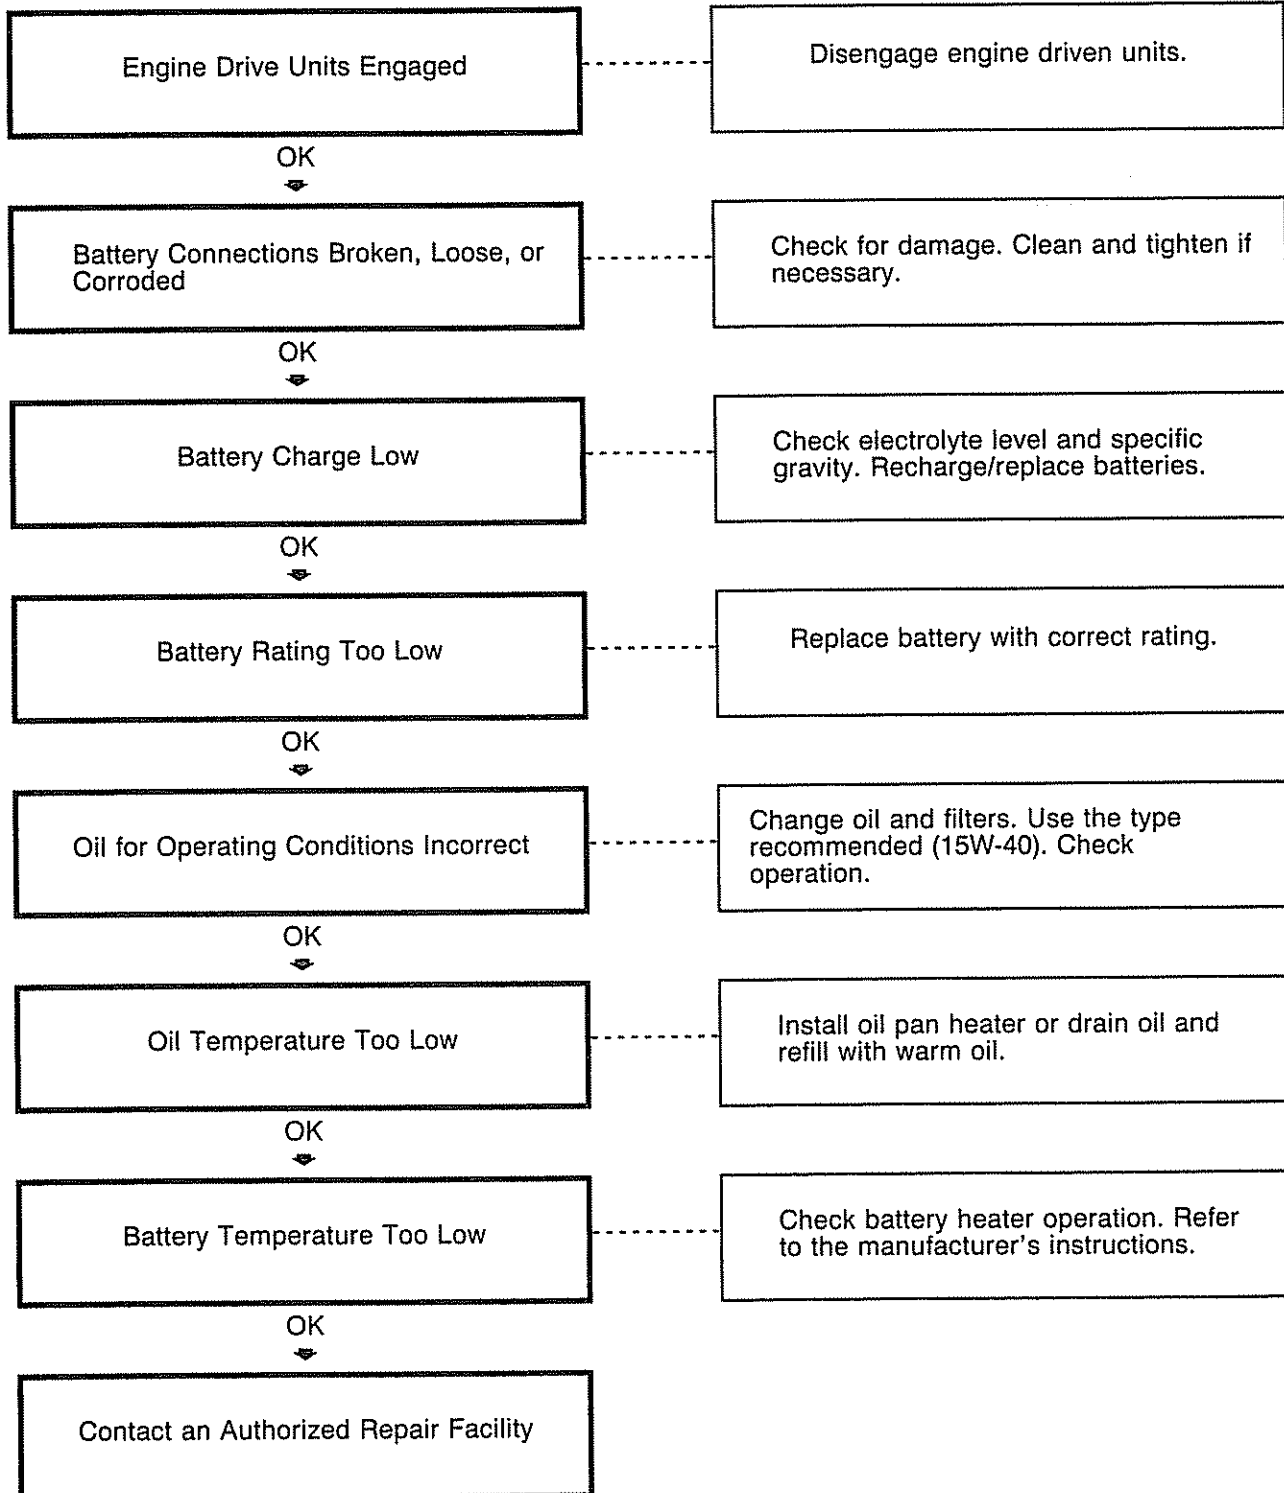 Engine Drive Units Engaged
Disengage engine driven units.
OK
Battery Connections Broken, Loose, or
Corroded
Check for damage. Clean and tighten if
necessary.
OK
Battery Charge Low
Check electrolyte level and specific
gravity. Recharge/replace batteries.
OK
Battery Rating Too Low
Replace battery with correct rating.
OK
Oil for Operating Conditions Incorrect
Change oil and filters. Use the type
recommended (15W-40). Check
operation.
OK
Oil Temperature Too Low
Install oil pan heater or drain oil and
refill with warm oil.
OK
Battery Temperature Too Low
Check battery heater operation. Refer
to the manufacturer's instructions.
OK
Contact an Authorized Repair Facility